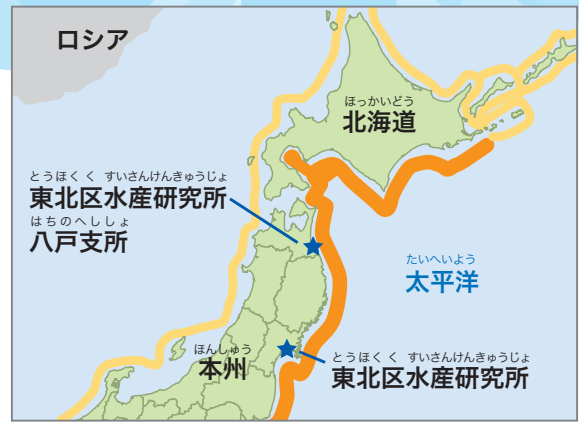 ロシア
ほっかいどう
北海道
とうほく く すいさんけんきゅうじょ
東北区水産研究所
はちのへししょ
八戸支所
たいへいよう
太平洋
ほんしゅう
本州
とうほく く すいさんけんきゅうじょ
東北区水産研究所